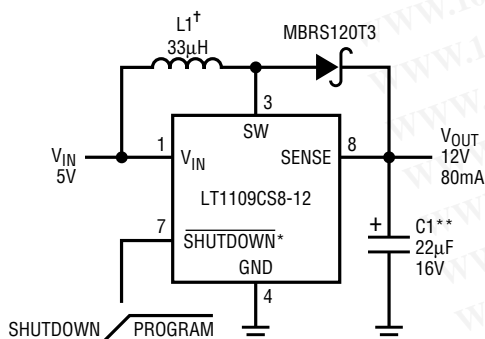 L1†
33µH
MBRS120T3
3
SW
VIN
5V
1
VIN
SENSE
8
VOUT
12V
80mA
LT1109CS8-12
7
SHUTDOWN*
GND
4
+
C1**
22µF
16V
SHUTDOWN
PROGRAM